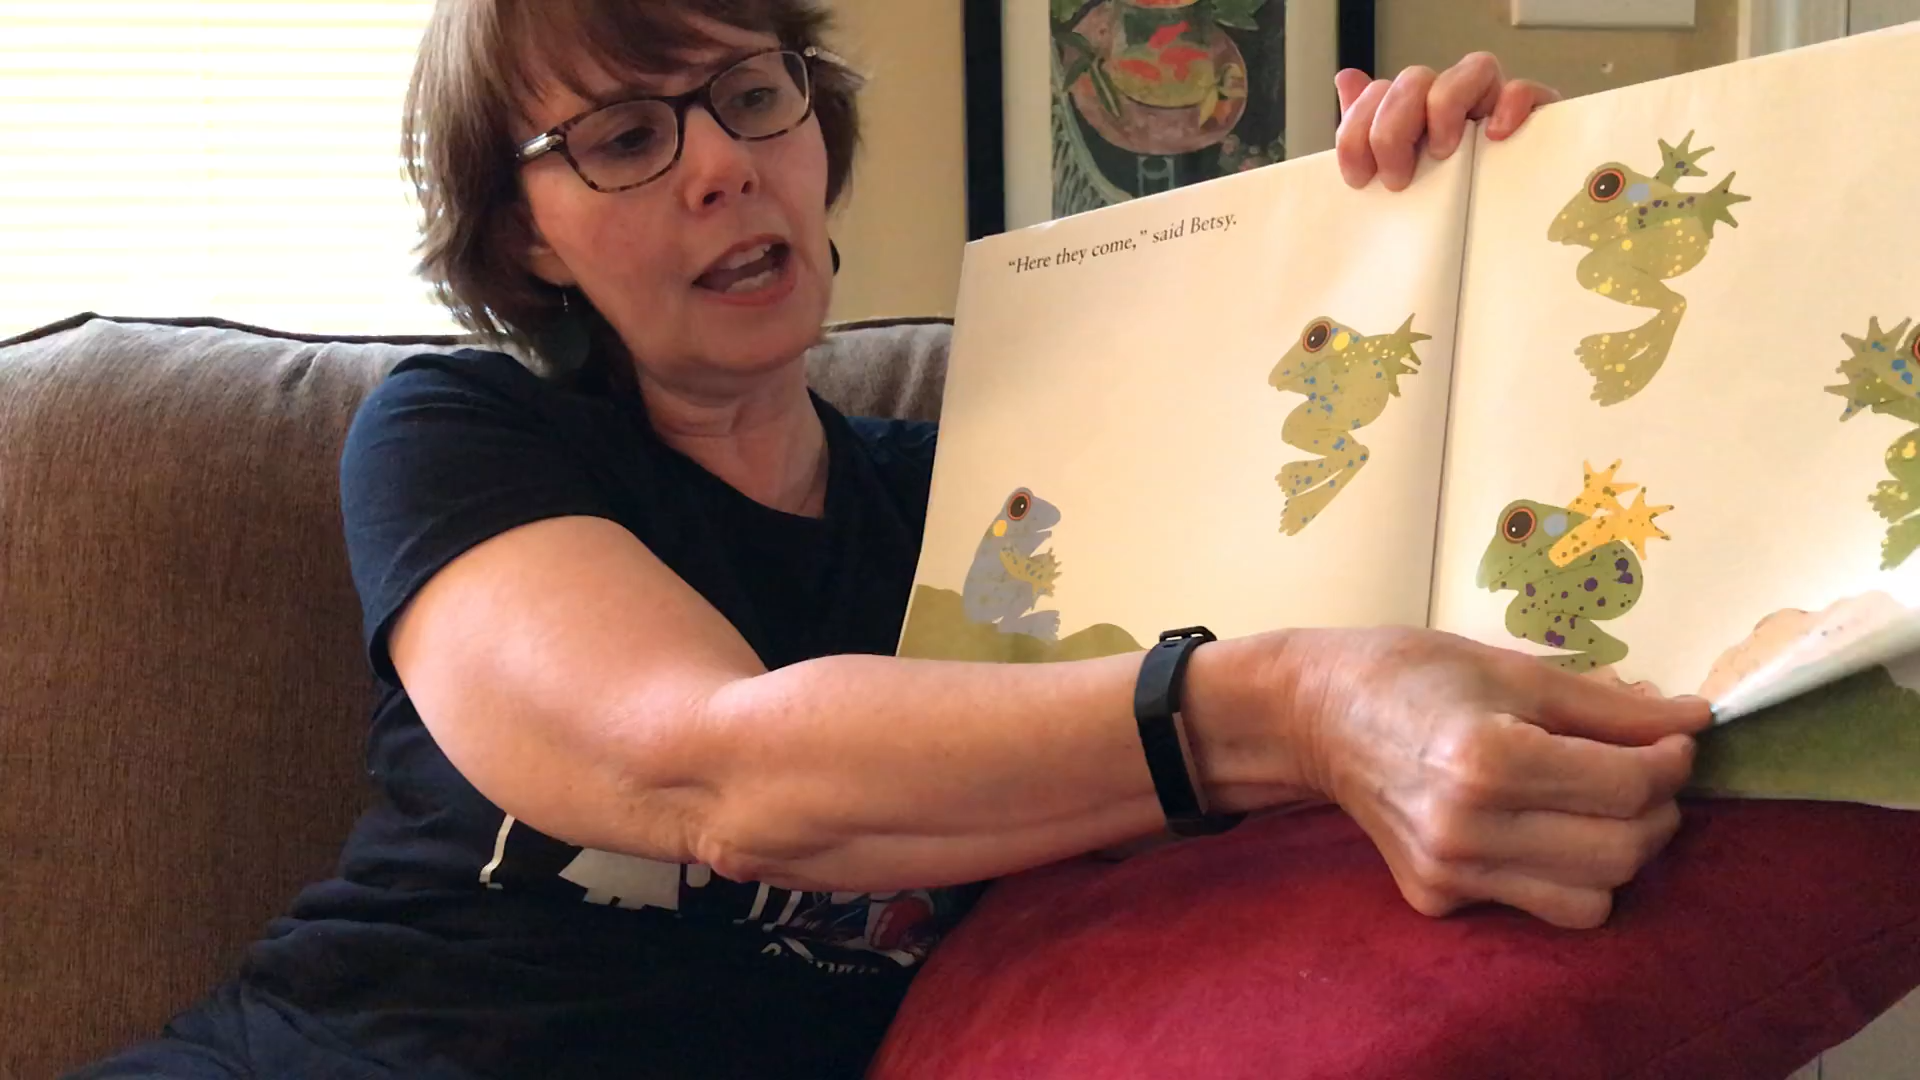 “Here they come,” said Betsy.